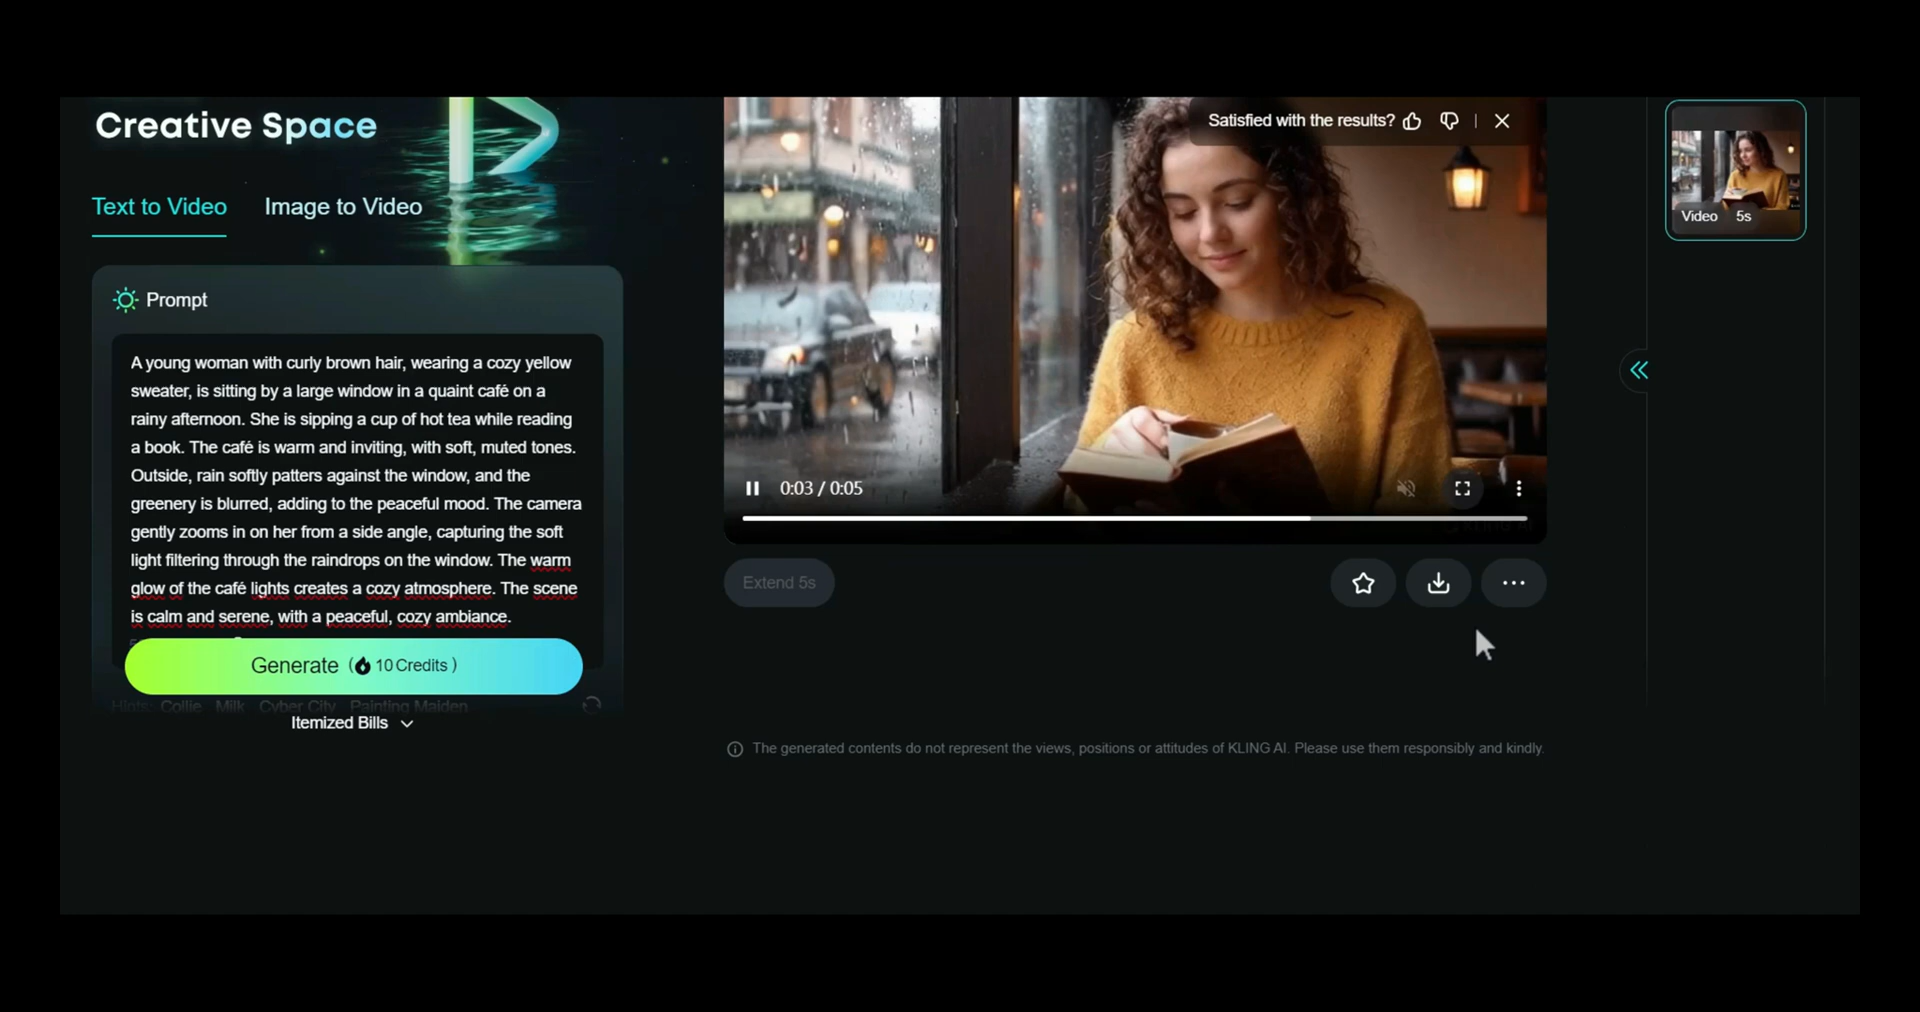 Creative Space
Text to Video
Image to Video
Prompt
A young woman with curly brown hair, wearing a cozy yellow
sweater, is sitting by a large window in a quaint café on a
rainy afternoon. She is sipping a cup of hot tea while reading
a book. The café is warm and inviting, with soft, muted tones.
Outside, rain softly patters against the window, and the
greenery is blurred, adding to the peaceful mood. The camera
gently zooms in on her from a side angle, capturing the soft
light filtering through the raindrops on the window. The warm
glow of the café lights creates a cozy atmosphere. The scene
is calm and serene, with a peaceful, cozy ambiance.
Generate ( 10 Credits )
Hints: Collie Milk Cyber City Painting Maiden
Itemized Bills
Satisfied with the results?
0:03 / 0:05
Extend 5s
The generated contents do not represent the views, positions or attitudes of KLING AI. Please use them responsibly and kindly.
Video 5s